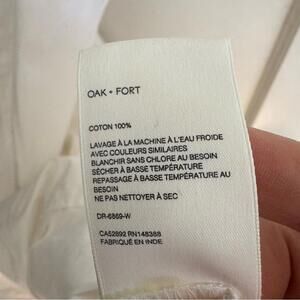 OAK + FORT
COTON 100%
LAVAGE À LA MACHINE À L'EAU FROIDE
AVEC COULEURS SIMILAIRES
BLANCHIR SANS CHLORE AU BESOIN
SÉCHER À BASSE TEMPÉRATURE
REPASSAGE À BASSE TEMPÉRATURE AU
BESOIN
NE PAS NETTOYER À SEC
DR-6869-W
CA52892 RN148388
FABRIQUÉ EN INDE